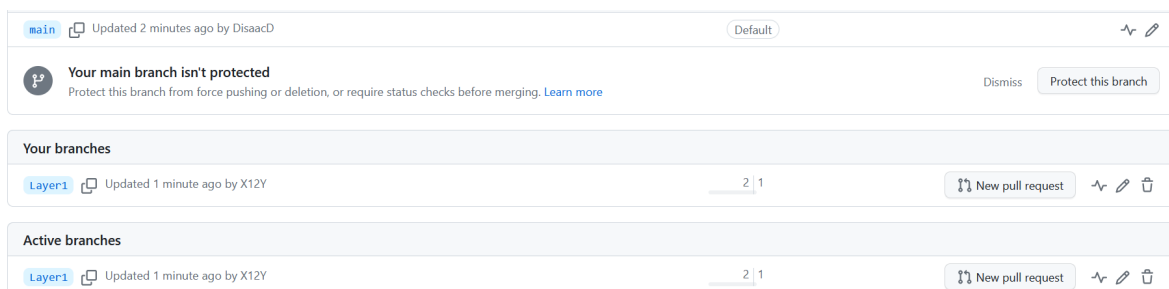 main Updated 2 minutes ago by DisaacD Default
Your main branch isn't protected
Protect this branch from force pushing or deletion, or require status checks before merging. Learn more
Dismiss Protect this branch
Your branches
Layer1 Updated 1 minute ago by X12Y 2 1 New pull request
Active branches
Layer1 Updated 1 minute ago by X12Y 2 1 New pull request